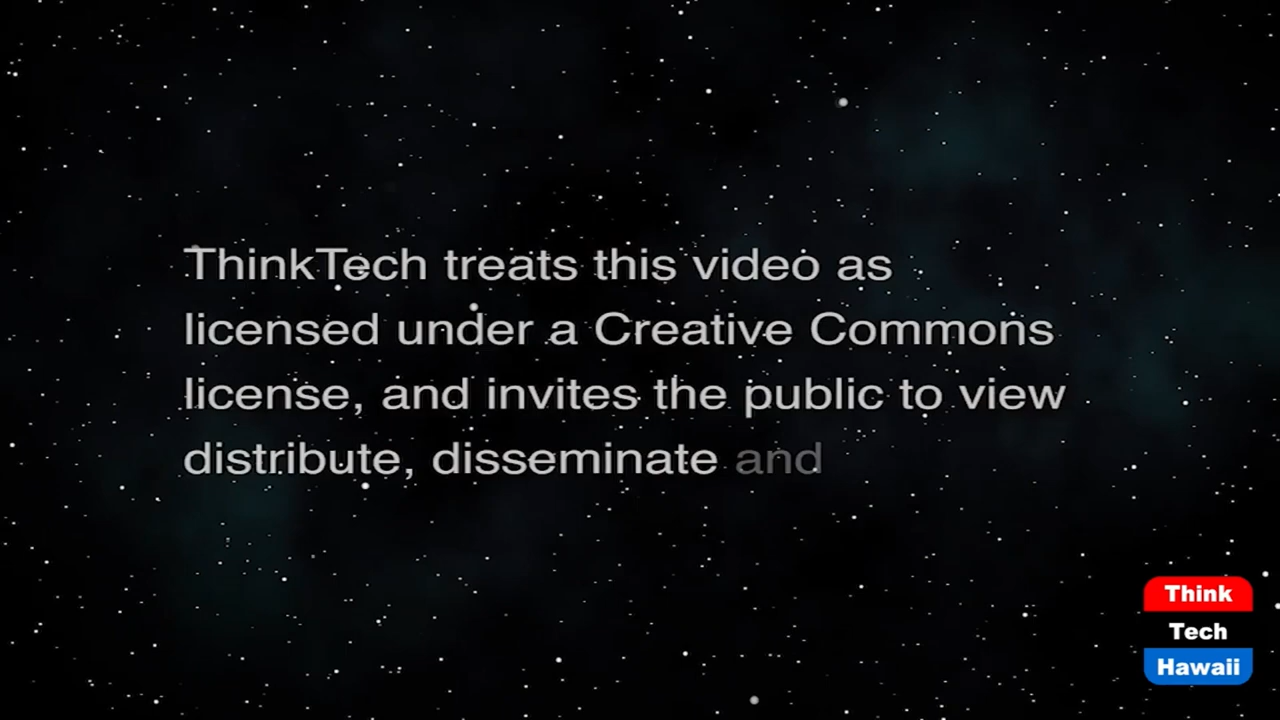 ThinkTech treats this video as
licensed under a Creative Commons
license, and invites the public to view
distribute, disseminate and
Think
Tech
Hawaii